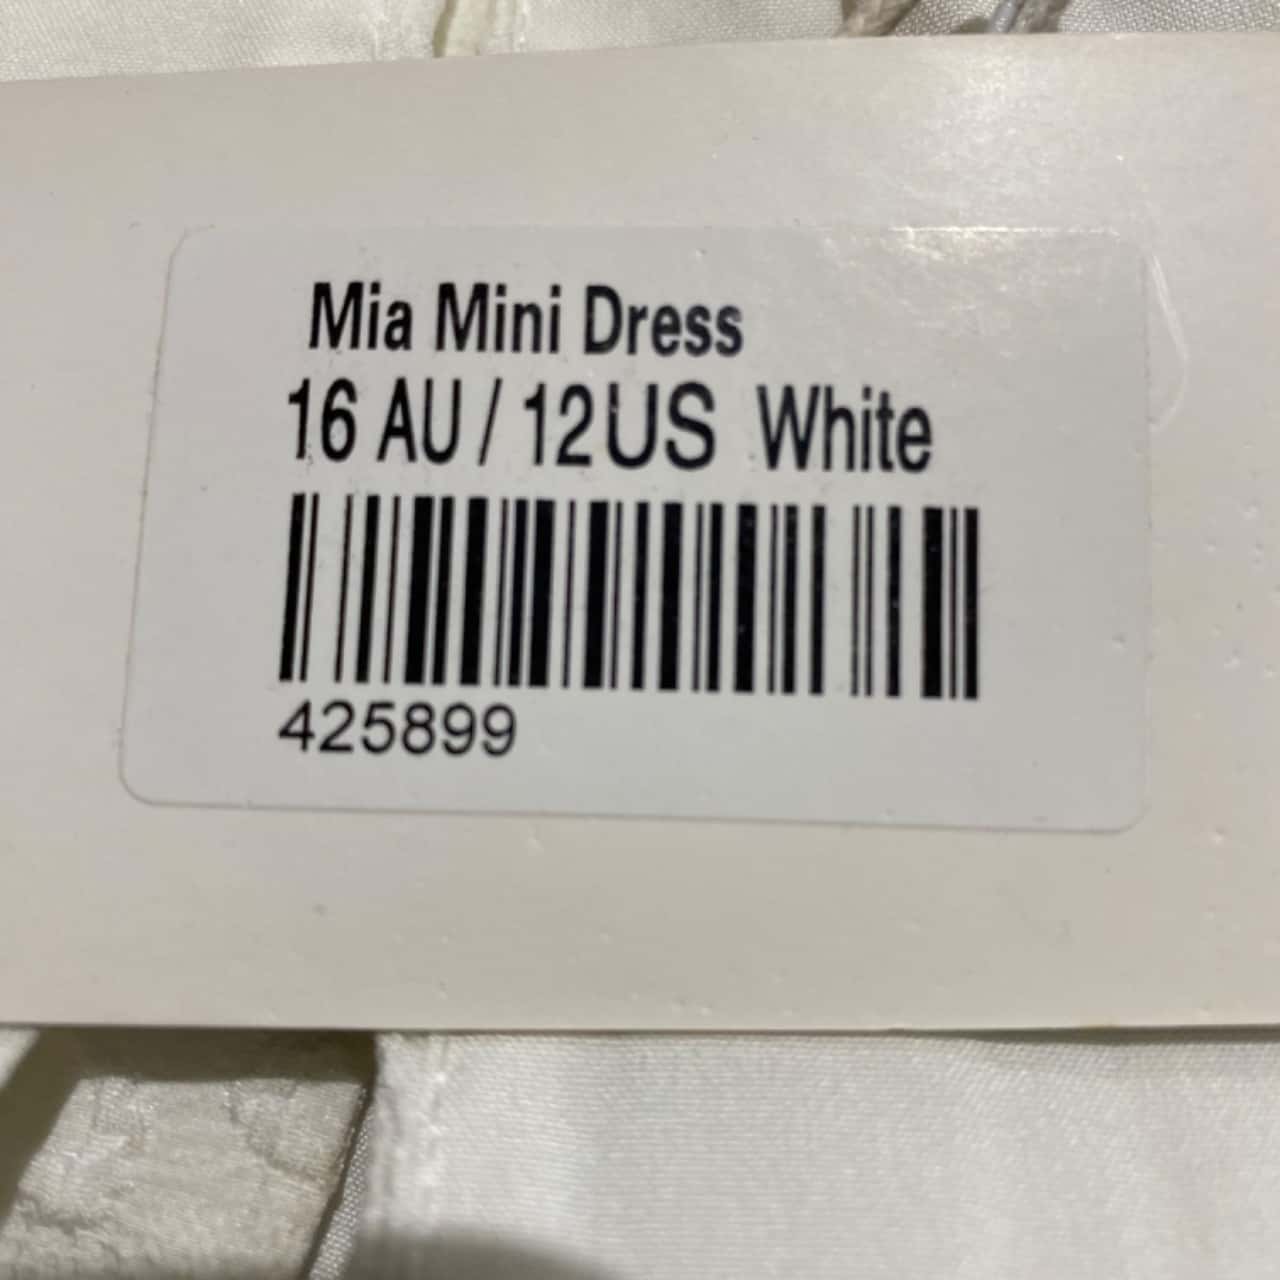 Mia Mini Dress
16 AU / 12US White
425899